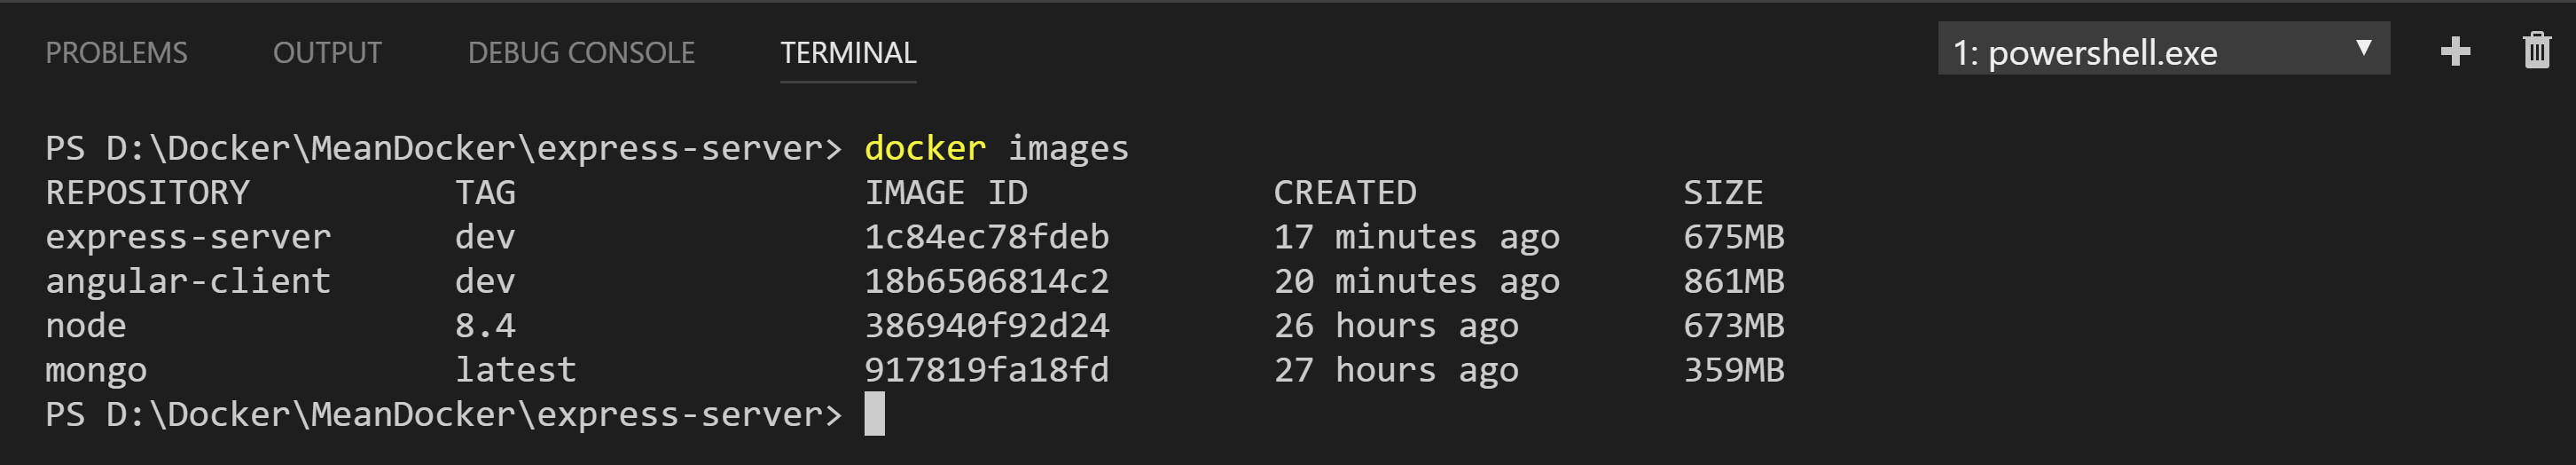 PROBLEMS OUTPUT DEBUG CONSOLE TERMINAL 1: powershell.exe
PS D:\Docker\MeanDocker\express-server> docker images
REPOSITORY TAG IMAGE ID CREATED SIZE
express-server dev 1c84ec78fdeb 17 minutes ago 675MB
angular-client dev 18b6506814c2 20 minutes ago 861MB
node 8.4 386940f92d24 26 hours ago 673MB
mongo latest 917819fa18fd 27 hours ago 359MB
PS D:\Docker\MeanDocker\express-server>